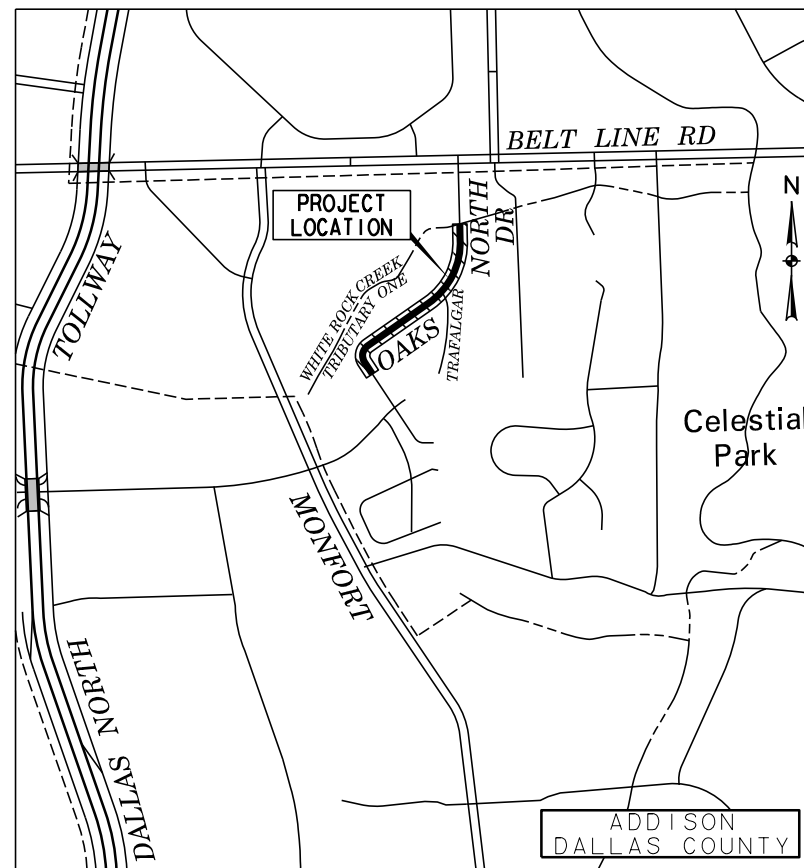 BELT LINE RD
N
PROJECT
LOCATION
NORTH
DR
TOLLWAY
WHITE ROCK CREEK
TRIBUTARY ONE
OAKS
TRAFALGAR
Celestial
Park
MONFORT
DALLAS NORTH
ADDISON
DALLAS COUNTY